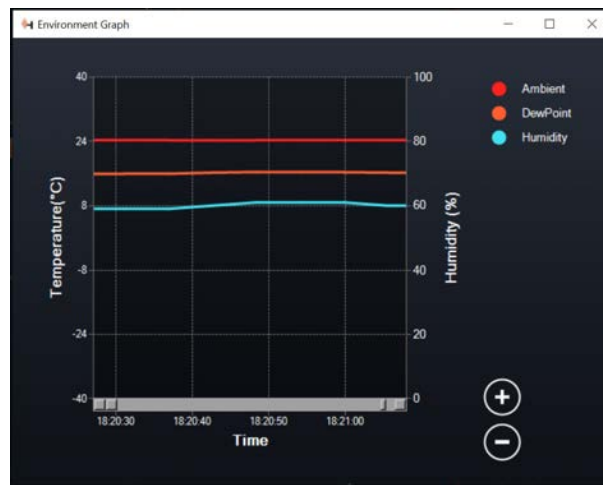 Environment Graph
40
24
8
-8
-24
-40
Temperature(°C)
100
80
60
40
20
0
Humidity (%)
18:20:30 18:20:40 18:20:50 18:21:00
Time
Ambient
DewPoint
Humidity